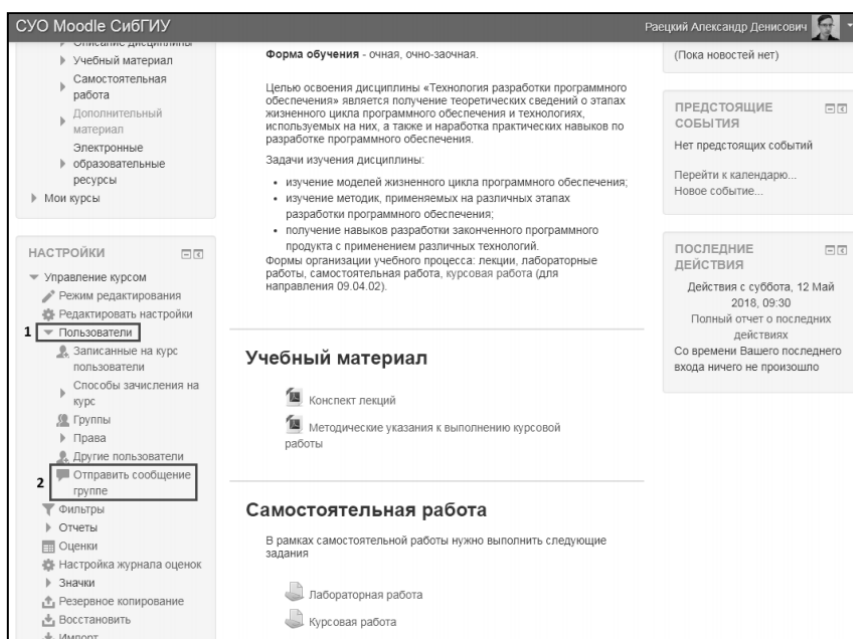 СУО Moodle СибГИУ
Раецкий Александр Денисович
Описание дисциплины
Учебный материал
Самостоятельная
работа
Дополнительный
материал
Электронные
образовательные
ресурсы
Мои курсы
НАСТРОЙКИ
Управление курсом
Режим редактирования
Редактировать настройки
1
Пользователи
Записанные на курс
пользователи
Способы зачисления на
курс
Группы
Права
Другие пользователи
2
Отправить сообщение
группе
Фильтры
Отчеты
Оценки
Настройка журнала оценок
Значки
Резервное копирование
Восстановить
Импорт
Форма обучения - очная, очно-заочная.
Целью освоения дисциплины «Технология разработки программного
обеспечения» является получение теоретических сведений о этапах
жизненного цикла программного обеспечения и технологиях,
используемых на них, а также и наработка практических навыков по
разработке программного обеспечения.
Задачи изучения дисциплины:
• изучение моделей жизненного цикла программного обеспечения;
• изучение методик, применяемых на различных этапах
разработки программного обеспечения;
• получение навыков разработки законченного программного
продукта с применением различных технологий.
Формы организации учебного процесса: лекции, лабораторные
работы, самостоятельная работа, курсовая работа (для
направления 09.04.02).
Учебный материал
Конспект лекций
Методические указания к выполнению курсовой
работы
Самостоятельная работа
В рамках самостоятельной работы нужно выполнить следующие
задания
Лабораторная работа
Курсовая работа
(Пока новостей нет)
ПРЕДСТОЯЩИЕ
СОБЫТИЯ
Нет предстоящих событий
Перейти к календарю...
Новое событие...
ПОСЛЕДНИЕ
ДЕЙСТВИЯ
Действия с суббота, 12 Май
2018, 09:30
Полный отчет о последних
действиях
Со времени Вашего последнего
входа ничего не произошло